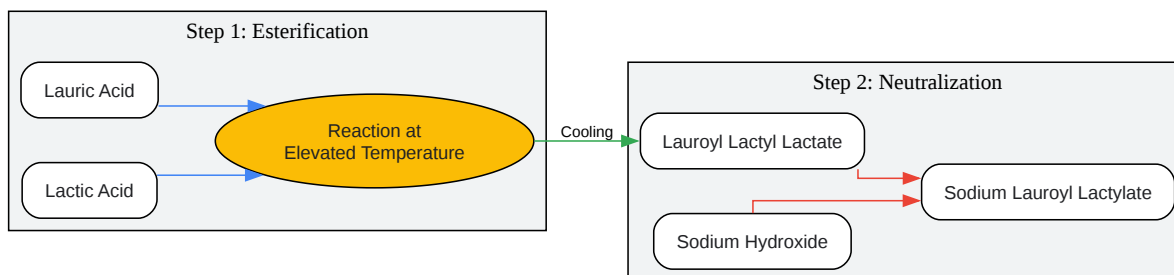 Step 1: Esterification
Lauric Acid
Lactic Acid
Reaction at
Elevated Temperature
Cooling
Step 2: Neutralization
Lauroyl Lactyl Lactate
Sodium Hydroxide
Sodium Lauroyl Lactylate